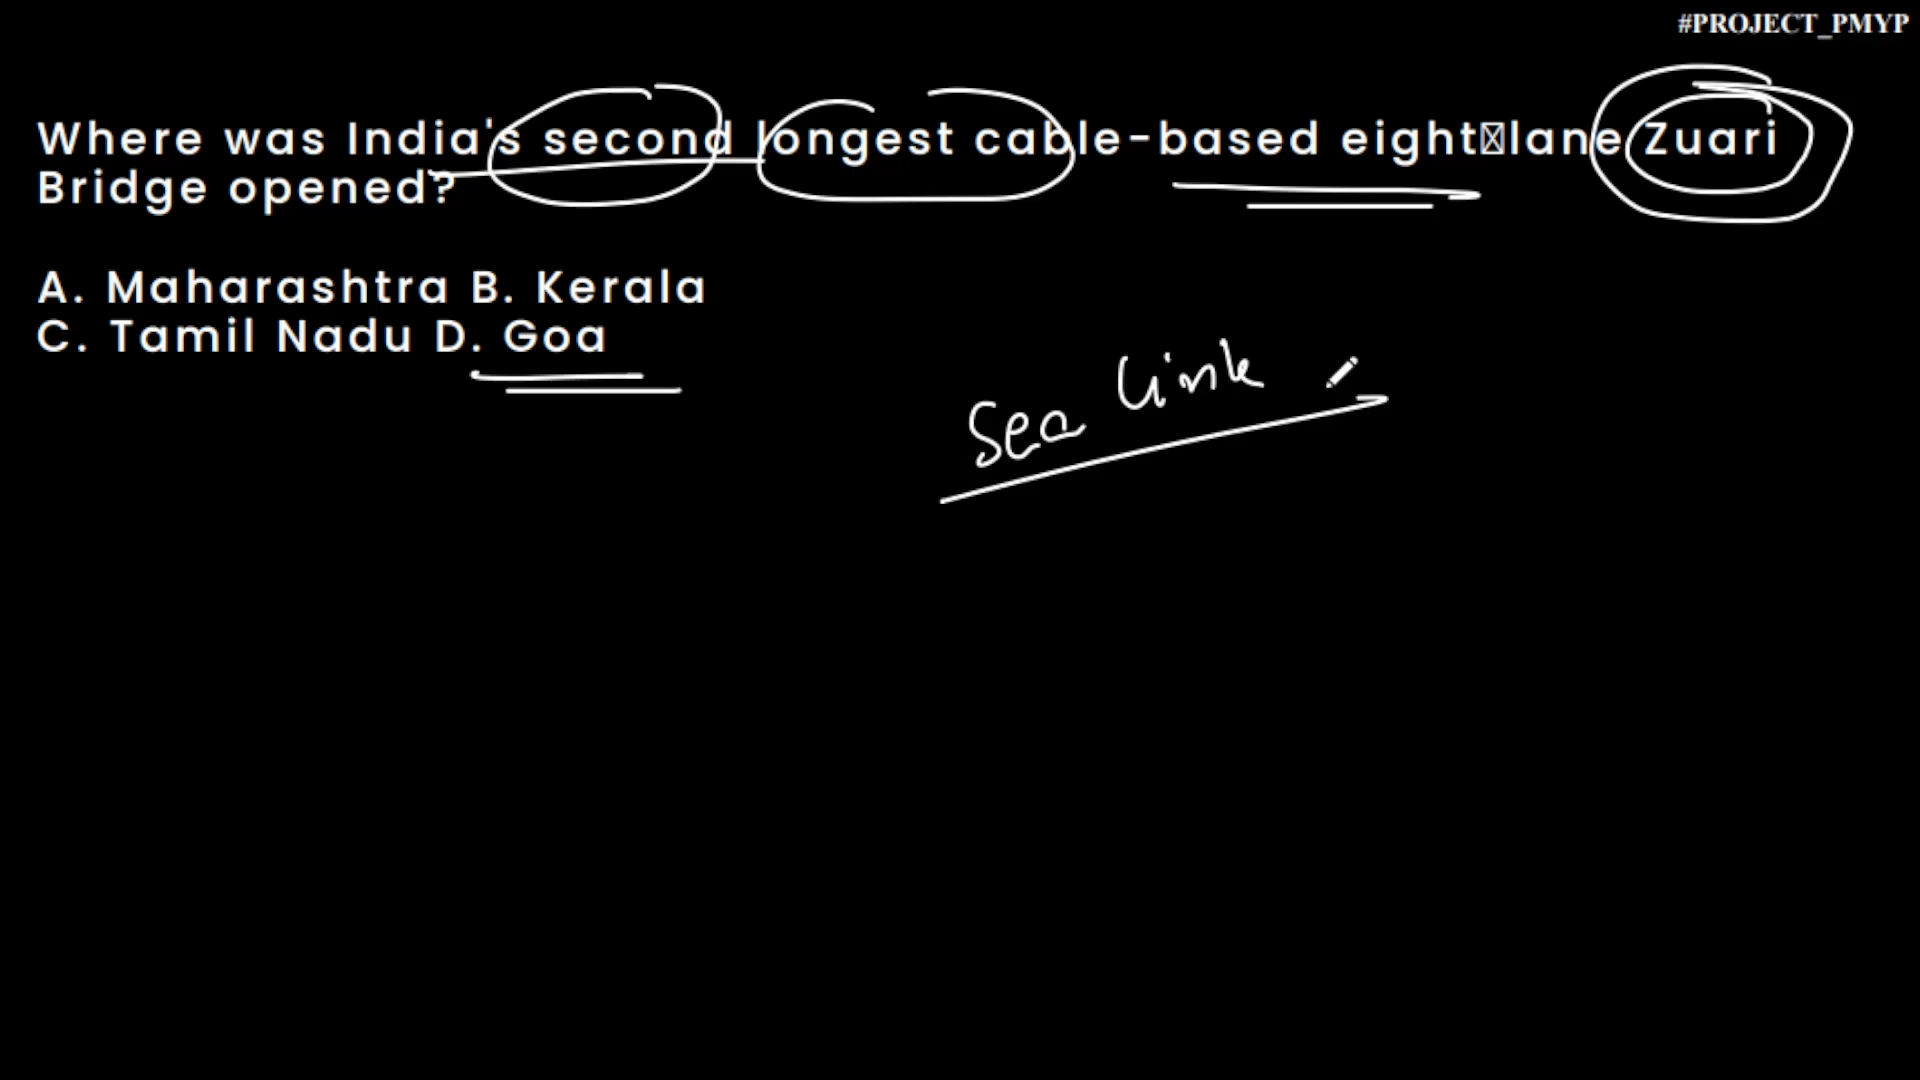 #PROJECT_PMYP
Where was India's second longest cable-based eight￾lane Zuari
Bridge opened?
A. Maharashtra B. Kerala
C. Tamil Nadu D. Goa
Sea Link